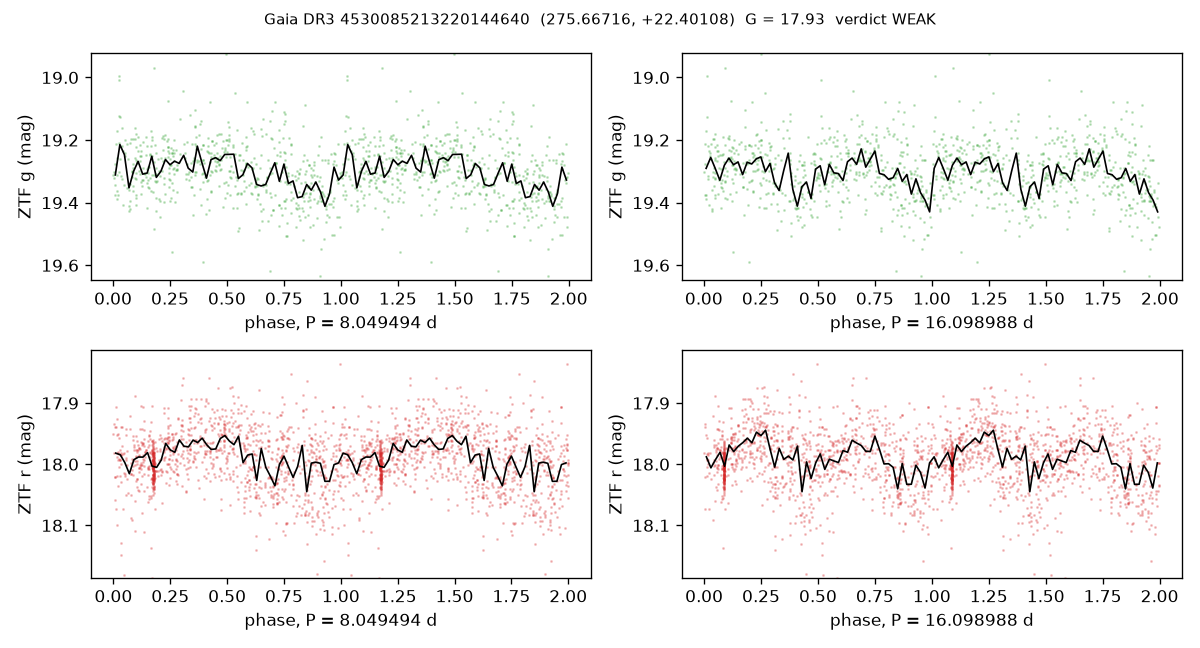 Gaia DR3 4530085213220144640 (275.66716, +22.40108) G = 17.93 verdict WEAK
ZTF g (mag)
19.0
19.2
19.4
19.6
0.00 0.25 0.50 0.75 1.00 1.25 1.50 1.75 2.00
phase, P = 8.049494 d
ZTF g (mag)
19.0
19.2
19.4
19.6
0.00 0.25 0.50 0.75 1.00 1.25 1.50 1.75 2.00
phase, P = 16.098988 d
ZTF r (mag)
17.9
18.0
18.1
0.00 0.25 0.50 0.75 1.00 1.25 1.50 1.75 2.00
phase, P = 8.049494 d
ZTF r (mag)
17.9
18.0
18.1
0.00 0.25 0.50 0.75 1.00 1.25 1.50 1.75 2.00
phase, P = 16.098988 d